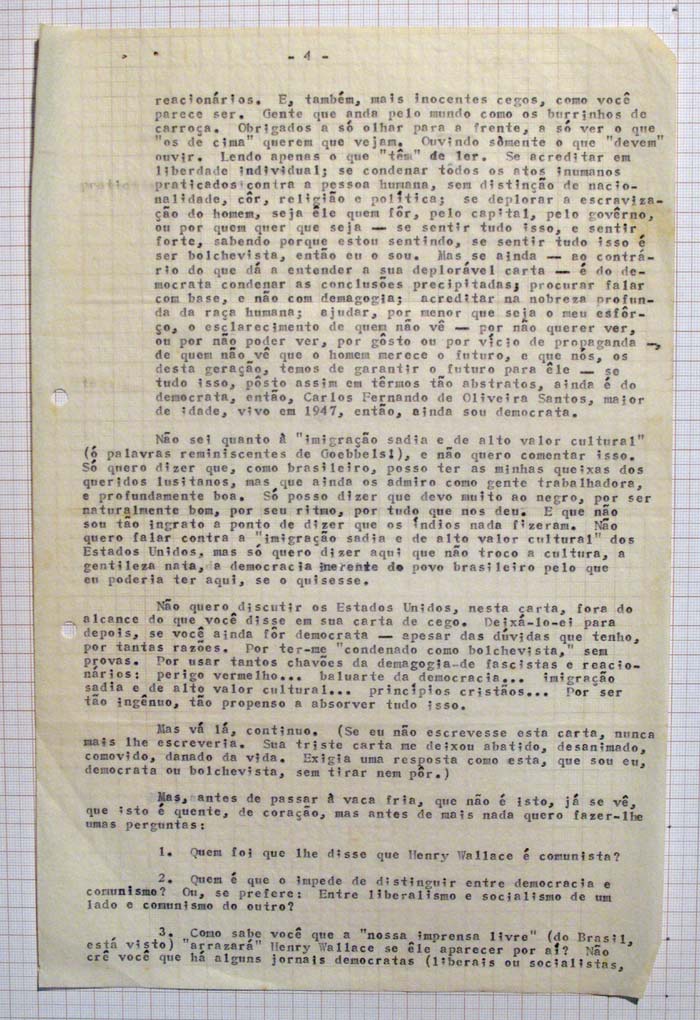 - 4 -
reacionários. E, também, mais inocentes cegos, como você
parece ser. Gente que anda pelo mundo como os burrinhos de
carroça. Obrigados a só olhar para a frente, a só ver o que
"os de cima" querem que vejam. Ouvindo sòmente o que "devem"
ouvir. Lendo apenas o que "têm" de ler. Se acreditar em
liberdade individual; se condenar todos os atos inumanos
praticados contra a pessoa humana, sem distinção de nacio-
nalidade, côr, religião e política; se deplorar a escraviza-
ção do homem, seja êle quem fôr, pelo capital, pelo govêrno,
ou por quem quer que seja — se sentir tudo isso, e sentir
forte, sabendo porque estou sentindo, se sentir tudo isso é
ser bolchevista, então eu o sou. Mas se ainda — ao contrá-
rio do que dá a entender a sua deplorável carta — é do de-
mocrata condenar as conclusões precipitadas; procurar falar
com base, e não com demagogia; acreditar na nobreza profun-
da da raça humana; ajudar, por menor que seja o meu esfôr-
ço, o esclarecimento de quem não vê — por não querer ver,
ou por não poder ver, por gôsto ou por vício de propaganda —,
de quem não vê que o homem merece o futuro, e que nós, os
desta geração, temos de garantir o futuro para êle — se
tudo isso, pôsto assim em têrmos tão abstratos, ainda é do
democrata, então, Carlos Fernando de Oliveira Santos, maior
de idade, vivo em 1947, então, ainda sou democrata.
Não sei quanto à "imigração sadia e de alto valor cultural"
(ó palavras reminiscentes de Goebbels!), e não quero comentar isso.
Só quero dizer que, como brasileiro, posso ter as minhas queixas dos
queridos lusitanos, mas que ainda os admiro como gente trabalhadora,
e profundamente boa. Só posso dizer que devo muito ao negro, por ser
naturalmente bom, por seu ritmo, por tudo que nos deu. E que não
sou tão ingrato a ponto de dizer que os índios nada fizeram. Não
quero falar contra a "imigração sadia e de alto valor cultural" dos
Estados Unidos, mas só quero dizer aqui que não troco a cultura, a
gentileza nata, a democracia inerente do povo brasileiro pelo que
eu poderia ter aqui, se o quisesse.
Não quero discutir os Estados Unidos, nesta carta, fora do
alcance do que você disse em sua carta de cego. Deixá-lo-ei para
depois, se você ainda fôr democrata — apesar das dúvidas que tenho,
por tantas razões. Por ter-me "condenado como bolchevista," sem
provas. Por usar tantos chavões da demagogia de fascistas e reacio-
nários: perigo vermelho... baluarte da democracia... imigração
sadia e de alto valor cultural... princípios cristãos... Por ser
tão ingênuo, tão propenso a absorver tudo isso.
Mas vá lá, continuo. (Se eu não escrevesse esta carta, nunca
mais lhe escreveria. Sua triste carta me deixou abatido, desanimado,
comovido, danado da vida. Exigia uma resposta como esta, que sou eu,
democrata ou bolchevista, sem tirar nem pôr.)
Mas, antes de passar à vaca fria, que não é isto, já se vê,
que isto é quente, de coração, mas antes de mais nada quero fazer-lhe
umas perguntas:
1. Quem foi que lhe disse que Henry Wallace é comunista?
2. Quem é que o impede de distinguir entre democracia e
comunismo? Ou, se prefere: Entre liberalismo e socialismo de um
lado e comunismo do outro?
3. Como sabe você que a "nossa imprensa livre" (do Brasil,
está visto) "arrazará" Henry Wallace se êle aparecer por aí? Não
crê você que há alguns jornais democratas (liberais ou socialistas,